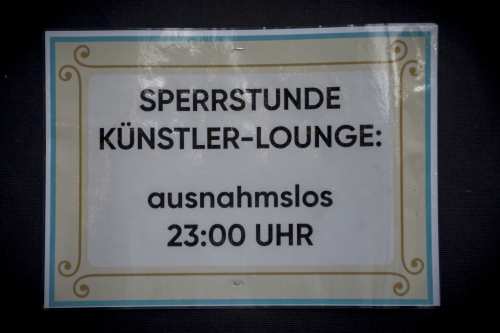 SPERRSTUNDE
KÜNSTLER-LOUNGE:
ausnahmslos
23:00 UHR